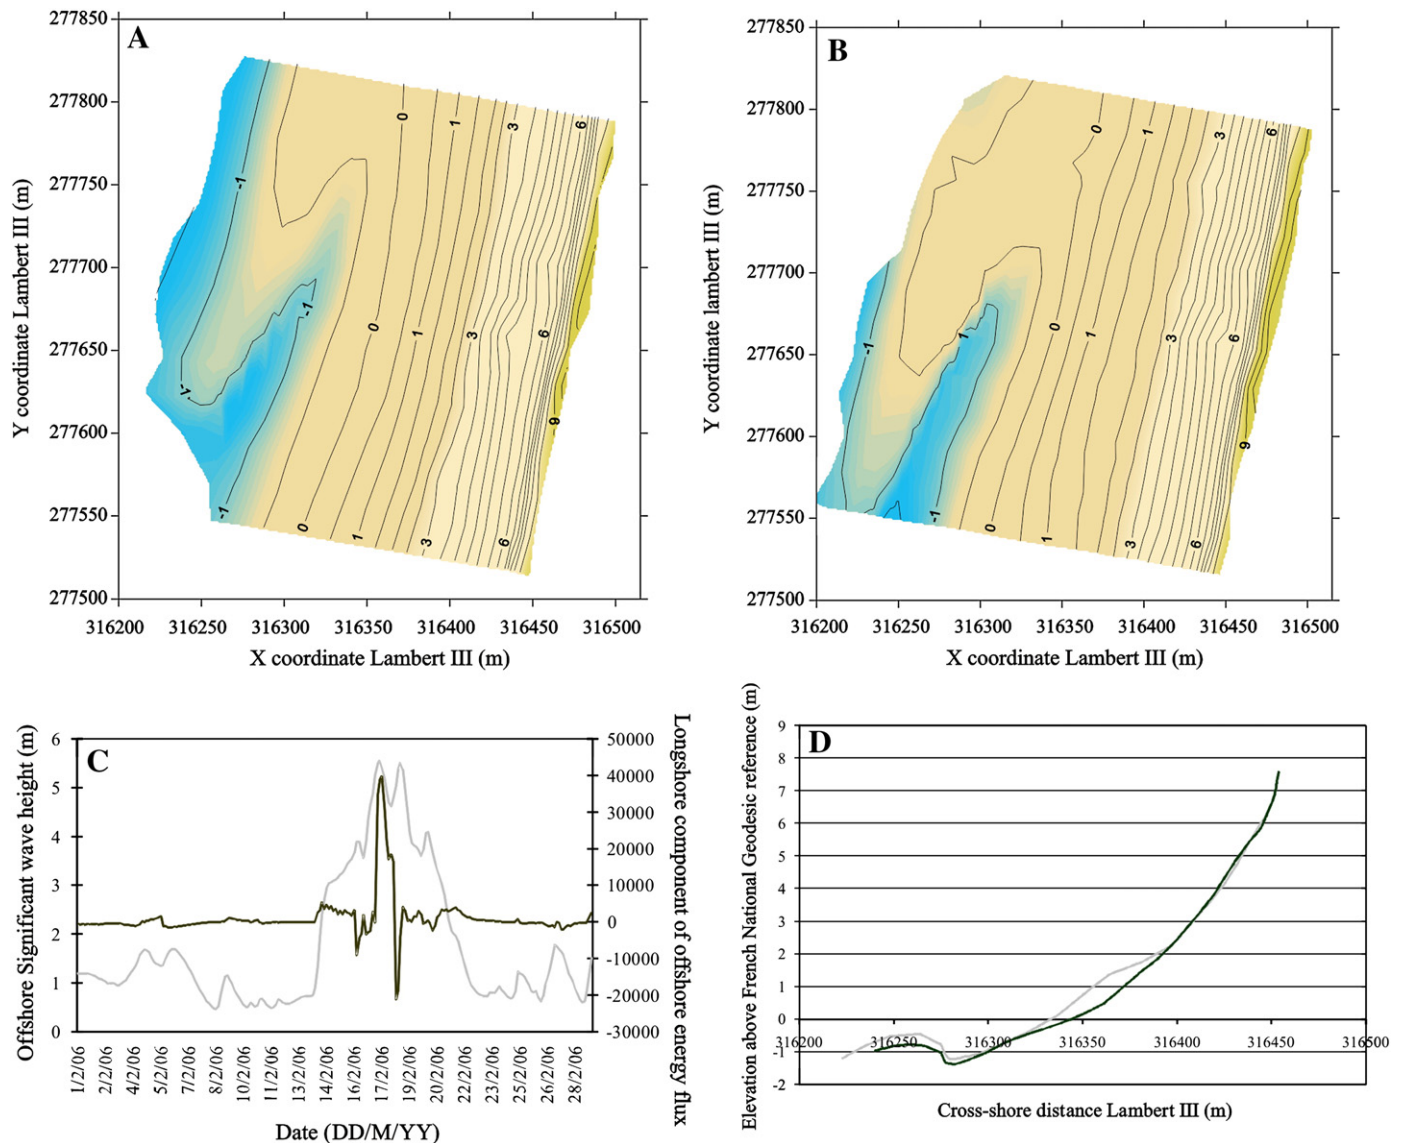 A
277850
277800
277750
277700
277650
277600
277550
277500
Y coordinate Lambert III (m)
316200 316250 316300 316350 316400 316450 316500
X coordinate Lambert III (m)
0 1 3 6
-1
-1
0 1 3 6
-1
9
-1 0 1 3 6
B
277850
277800
277750
277700
277650
277600
277550
277500
Y coordinate lambert III (m)
316200 316250 316300 316350 316400 316450 316500
X coordinate Lambert III (m)
0 1 3 6
-1 1 0 1 3 6
9
-1 0 1 3 6
C
Offshore Significant wave height (m)
6
5
4
3
2
1
0
50000
40000
30000
20000
10000
0
-10000
-20000
-30000
Longshore component of offshore energy flux
1/2/06 2/2/06 4/2/06 5/2/06 7/2/06 8/2/06 10/2/06 11/2/06 13/2/06 14/2/06 16/2/06 17/2/06 19/2/06 20/2/06 22/2/06 23/2/06 25/2/06 26/2/06 28/2/06
Date (DD/M/YY)
D
Elevation above French National Geodesic reference (m)
9
8
7
6
5
4
3
2
1
0
-1
-2
316200 316250 316300 316350 316400 316450 316500
Cross-shore distance Lambert III (m)